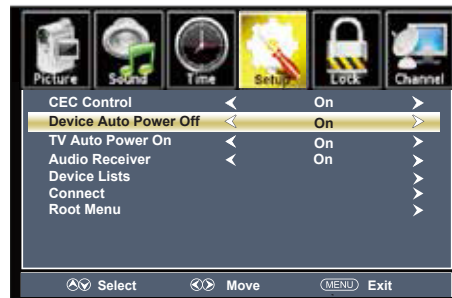 Picture Sound Time Setup Lock Channel
CEC Control On
Device Auto Power Off On
TV Auto Power On On
Audio Receiver On
Device Lists
Connect
Root Menu
Select Move MENU Exit